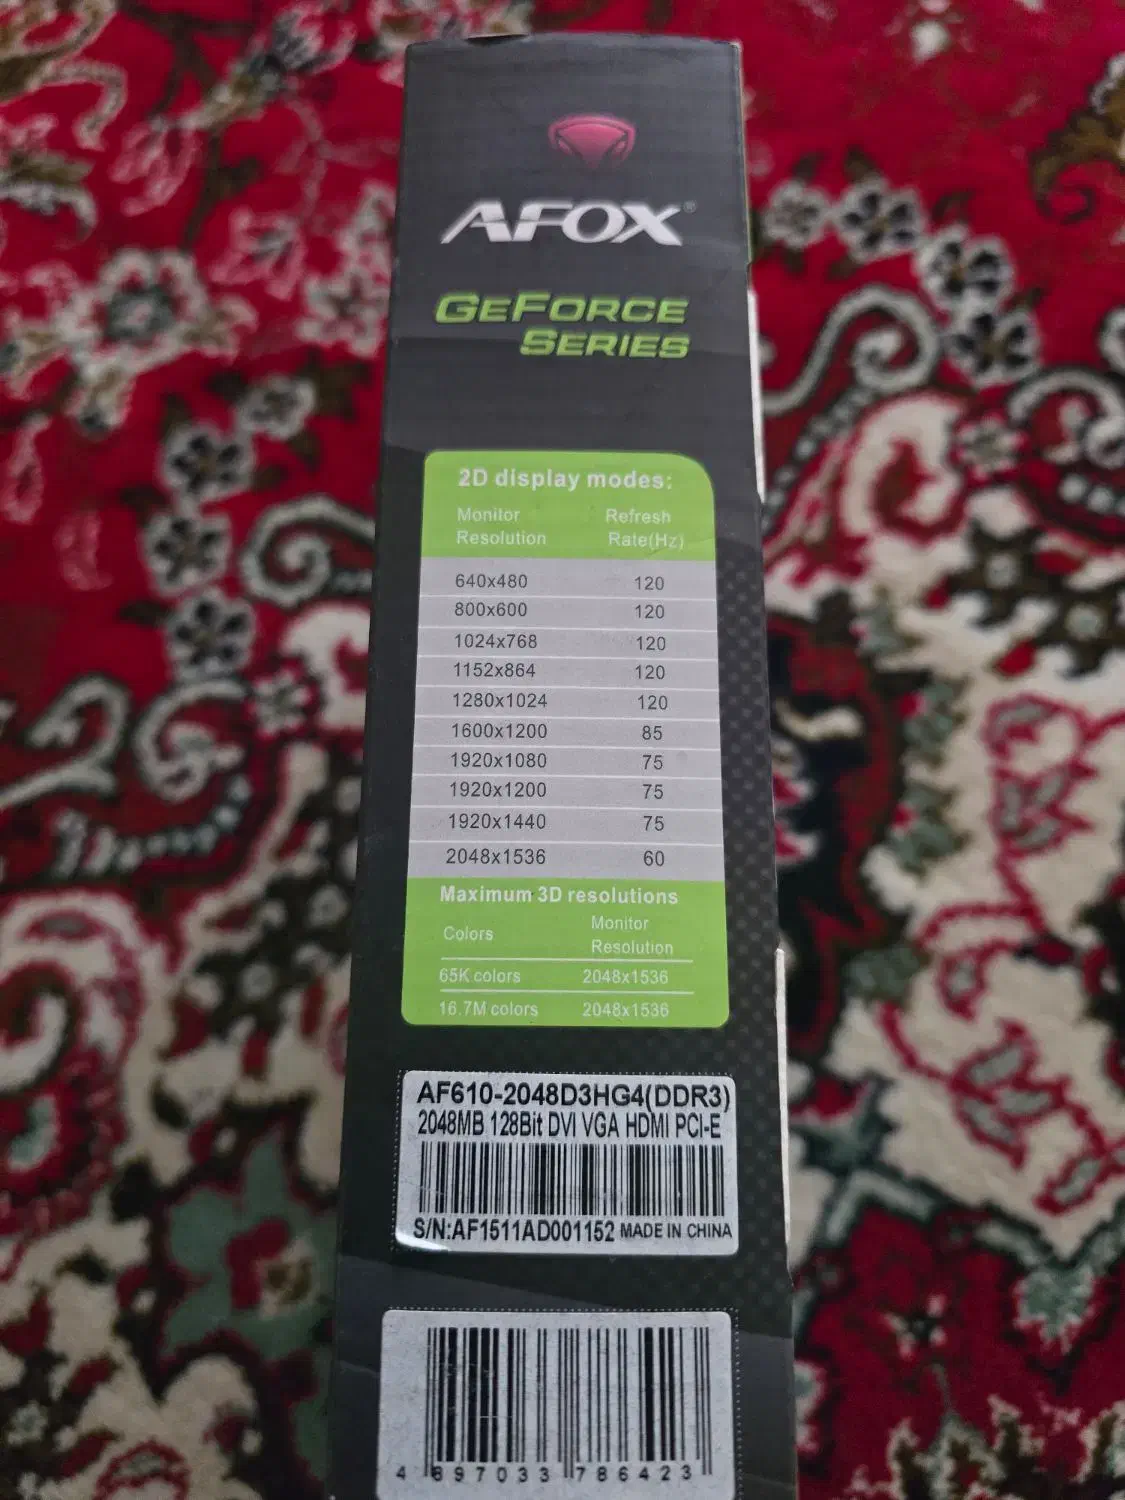 AFOX®
GEFORCE
SERIES
2D display modes:
Monitor Refresh
Resolution Rate(Hz)
640x480 120
800x600 120
1024x768 120
1152x864 120
1280x1024 120
1600x1200 85
1920x1080 75
1920x1200 75
1920x1440 75
2048x1536 60
Maximum 3D resolutions
Colors Monitor
Resolution
65K colors 2048x1536
16.7M colors 2048x1536
AF610-2048D3HG4(DDR3)
2048MB 128Bit DVI VGA HDMI PCI-E
S/N:AF1511AD001152 MADE IN CHINA
4 897033 786423